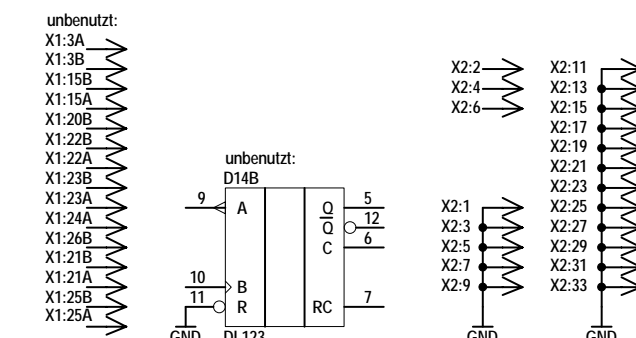 unbenutzt:
X1:3A
X1:3B
X1:15B
X1:15A
X1:20B
X1:22B
X1:22A
X1:23B
X1:23A
X1:24A
X1:26B
X1:21B
X1:21A
X1:25B
X1:25A
unbenutzt:
D14B
9 A Q 5
Q 12
C 6
10 B
11 R RC 7
GND DL123
X2:2
X2:4
X2:6
X2:1
X2:3
X2:5
X2:7
X2:9
GND
X2:11
X2:13
X2:15
X2:17
X2:19
X2:21
X2:23
X2:25
X2:27
X2:29
X2:31
X2:33
GND